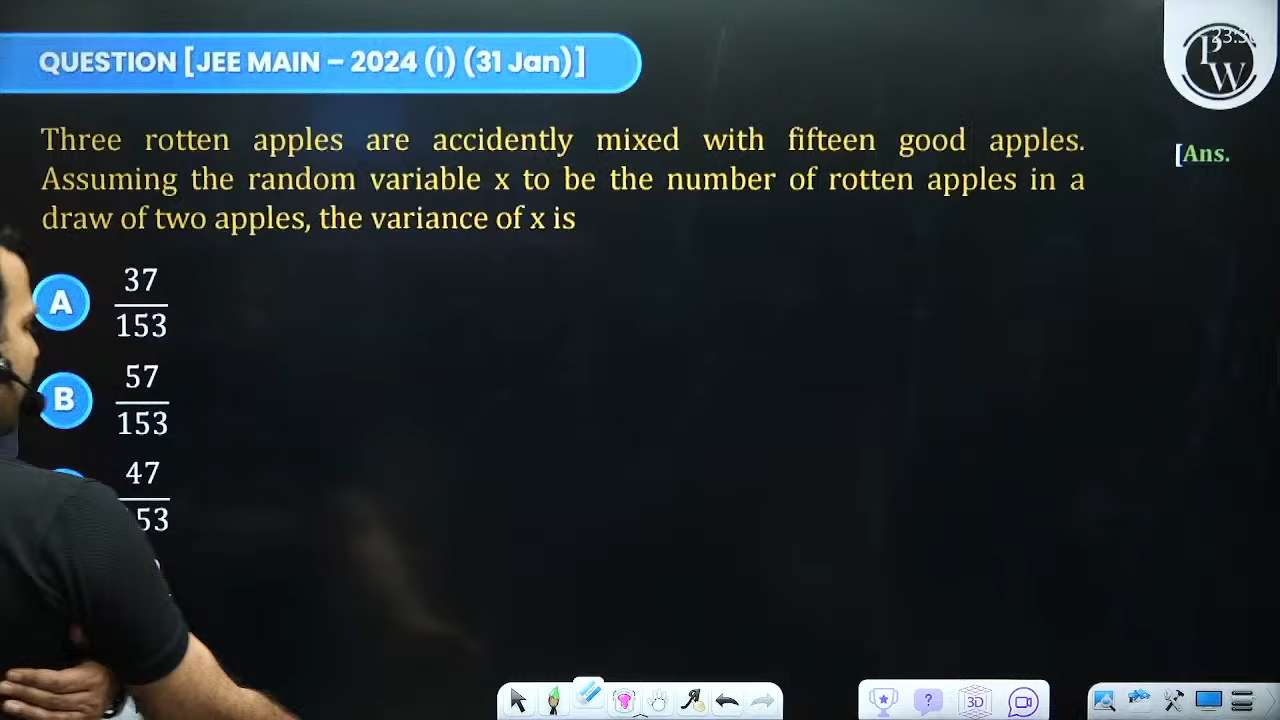 QUESTION [JEE MAIN – 2024 (I) (31 Jan)]
PW
Three rotten apples are accidently mixed with fifteen good apples.
[Ans.
Assuming the random variable x to be the number of rotten apples in a
draw of two apples, the variance of x is
A 37/153
B 57/153
47/53
3D